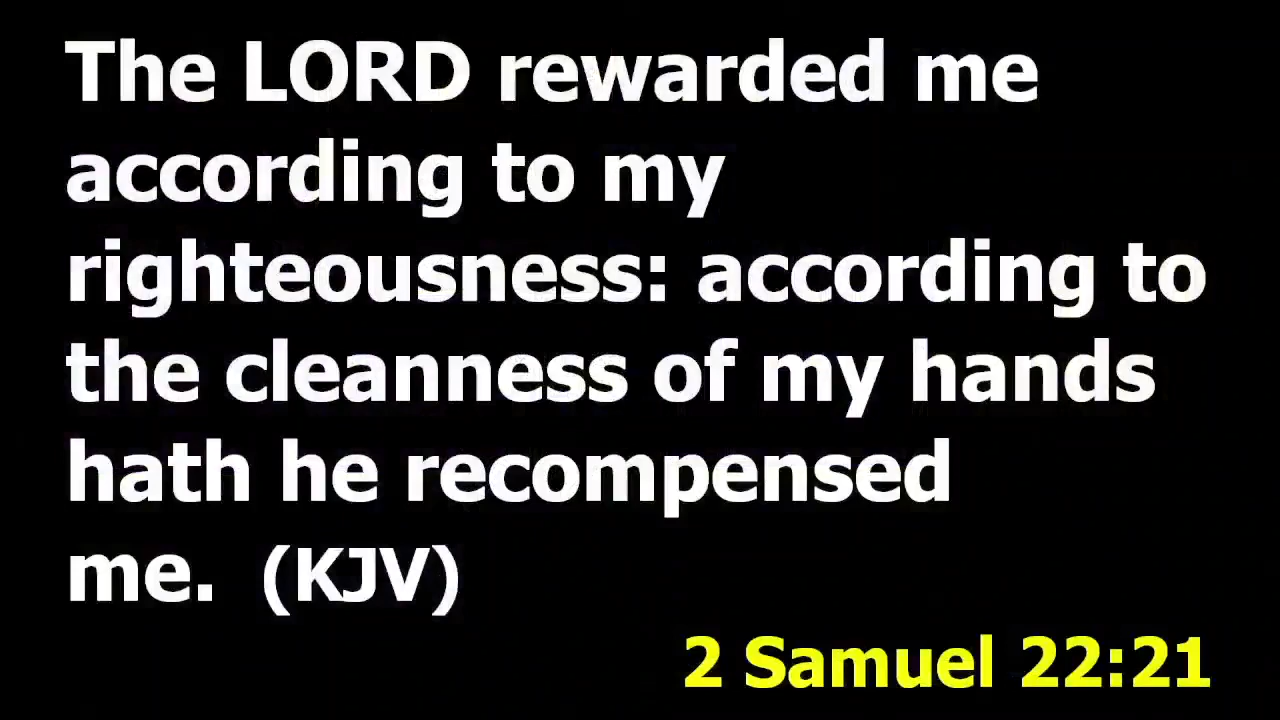 The LORD rewarded me
according to my
righteousness: according to
the cleanness of my hands
hath he recompensed
me.  (KJV)
2 Samuel 22:21